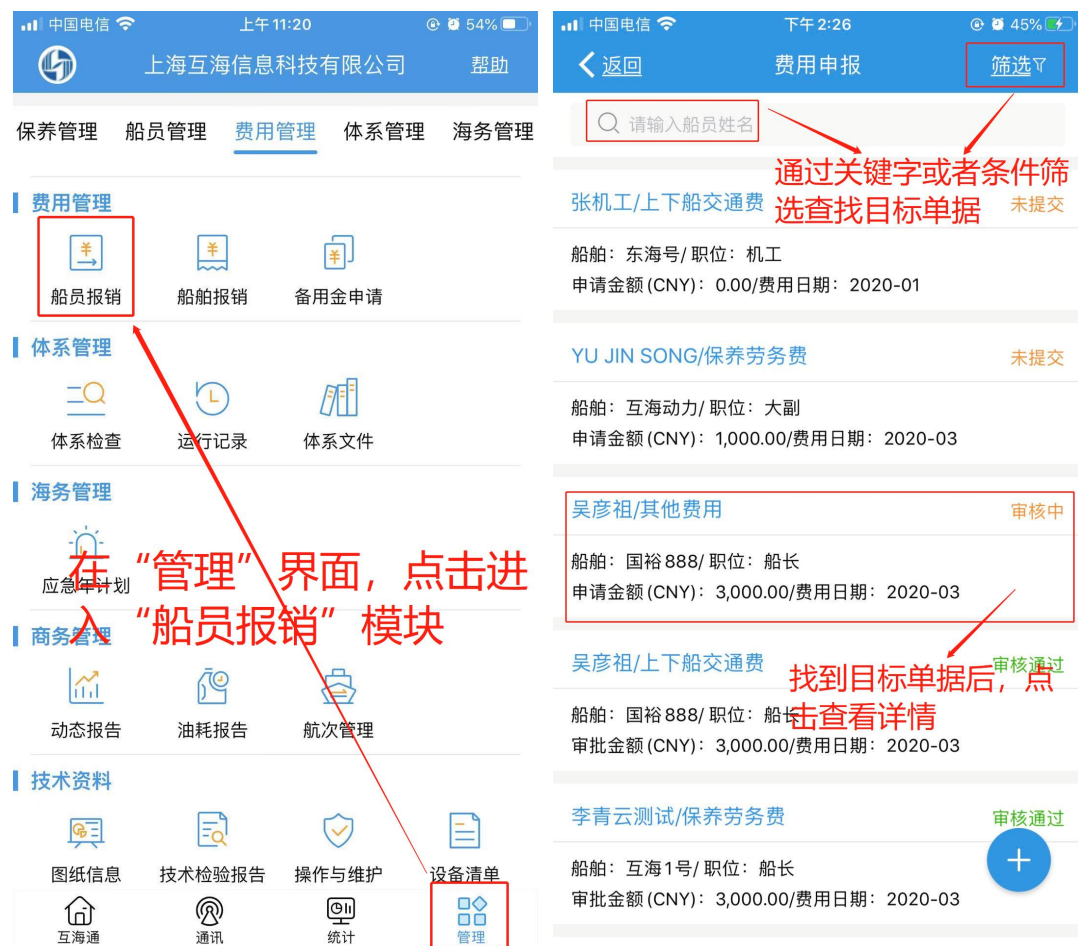 中国电信 上午 11:20 54%
上海互海信息科技有限公司 帮助
保养管理 船员管理 费用管理 体系管理 海务管理
费用管理
船员报销 船舶报销 备用金申请
体系管理
体系检查 运行记录 体系文件
海务管理
在“管理”界面，点击进
应急年计划
入“船员报销”模块
商务管理
动态报告 油耗报告 航次管理
技术资料
图纸信息 技术检验报告 操作与维护 设备清单
互海通 通讯 统计 管理
中国电信 下午 2:26 45%
返回 费用申报 筛选
请输入船员姓名
通过关键字或者条件筛
选查找目标单据
张机工/上下船交通费 未提交
船舶：东海号/ 职位：机工
申请金额 (CNY)：0.00/费用日期：2020-01
YU JIN SONG/保养劳务费 未提交
船舶：互海动力/ 职位：大副
申请金额 (CNY)：1,000.00/费用日期：2020-03
吴彦祖/其他费用 审核中
船舶：国裕 888/ 职位：船长
申请金额 (CNY)：3,000.00/费用日期：2020-03
吴彦祖/上下船交通费 审核通过
找到目标单据后，点
击查看详情
船舶：国裕 888/ 职位：船长
审批金额 (CNY)：3,000.00/费用日期：2020-03
李青云测试/保养劳务费 审核通过
船舶：互海1号/ 职位：船长
审批金额 (CNY)：3,000.00/费用日期：2020-03